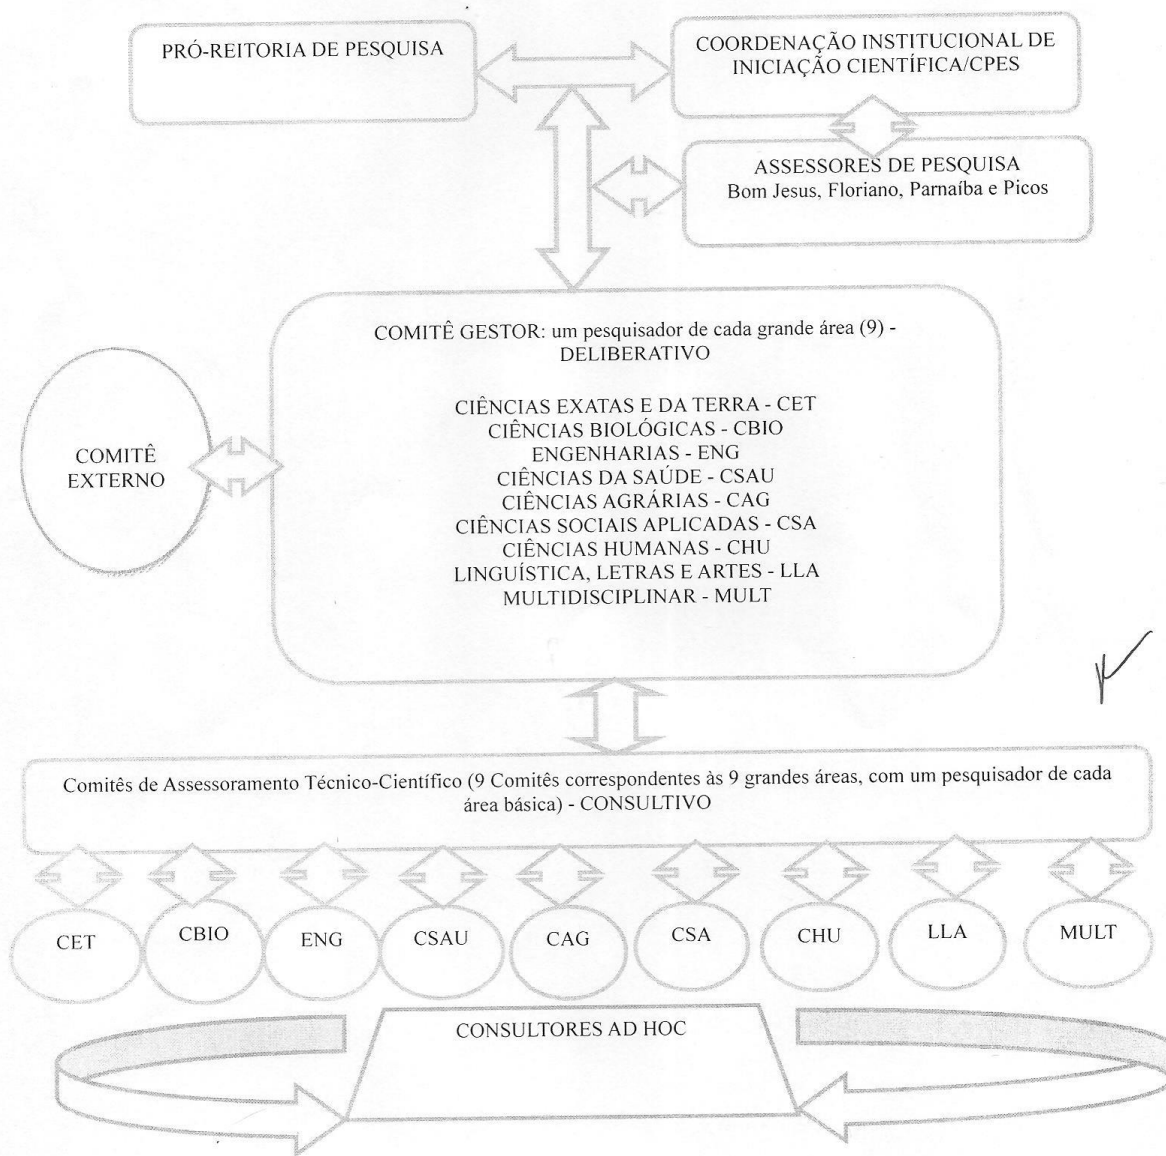 PRÓ-REITORIA DE PESQUISA
COORDENAÇÃO INSTITUCIONAL DE
INICIAÇÃO CIENTÍFICA/CPES
ASSESSORES DE PESQUISA
Bom Jesus, Floriano, Parnaíba e Picos
COMITÊ GESTOR: um pesquisador de cada grande área (9) -
DELIBERATIVO
CIÊNCIAS EXATAS E DA TERRA - CET
CIÊNCIAS BIOLÓGICAS - CBIO
ENGENHARIAS - ENG
CIÊNCIAS DA SAÚDE - CSAU
CIÊNCIAS AGRÁRIAS - CAG
CIÊNCIAS SOCIAIS APLICADAS - CSA
CIÊNCIAS HUMANAS - CHU
LINGUÍSTICA, LETRAS E ARTES - LLA
MULTIDISCIPLINAR - MULT
COMITÊ
EXTERNO
Comitês de Assessoramento Técnico-Científico (9 Comitês correspondentes às 9 grandes áreas, com um pesquisador de cada
área básica) - CONSULTIVO
CET
CBIO
ENG
CSAU
CAG
CSA
CHU
LLA
MULT
CONSULTORES AD HOC